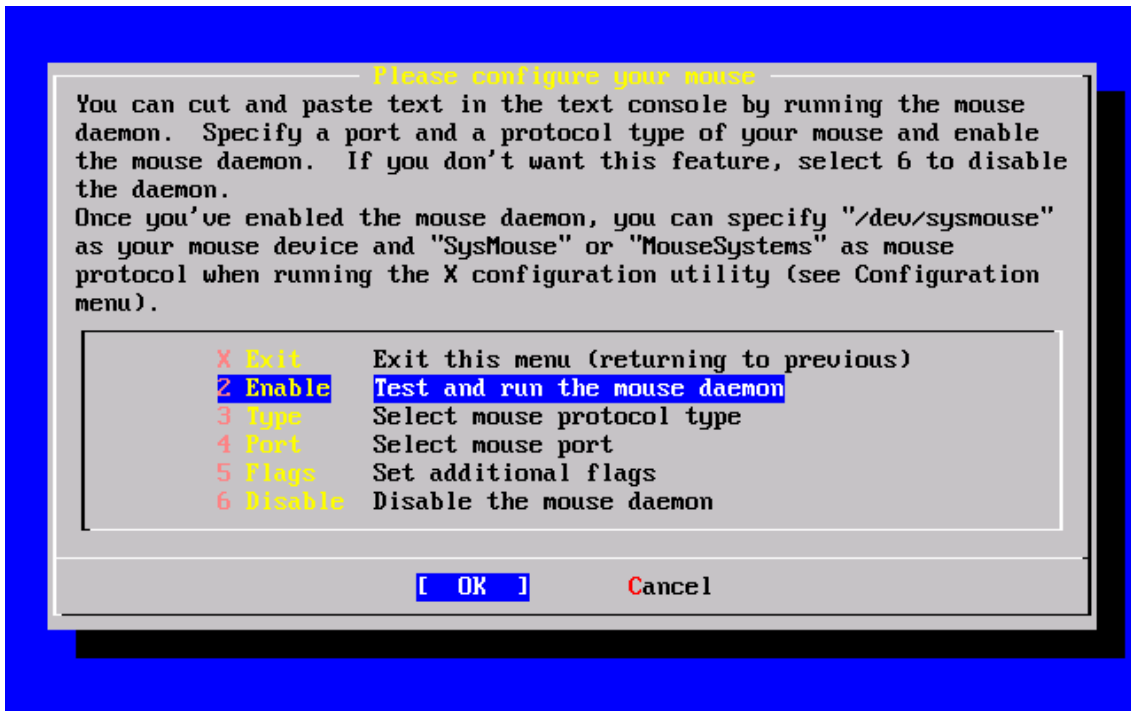 Please configure your mouse
You can cut and paste text in the text console by running the mouse
daemon.  Specify a port and a protocol type of your mouse and enable
the mouse daemon.  If you don't want this feature, select 6 to disable
the daemon.
Once you've enabled the mouse daemon, you can specify "/dev/sysmouse"
as your mouse device and "SysMouse" or "MouseSystems" as mouse
protocol when running the X configuration utility (see Configuration
menu).
X Exit Exit this menu (returning to previous)
2 Enable Test and run the mouse daemon
3 Type Select mouse protocol type
4 Port Select mouse port
5 Flags Set additional flags
6 Disable Disable the mouse daemon
[ OK ] Cancel